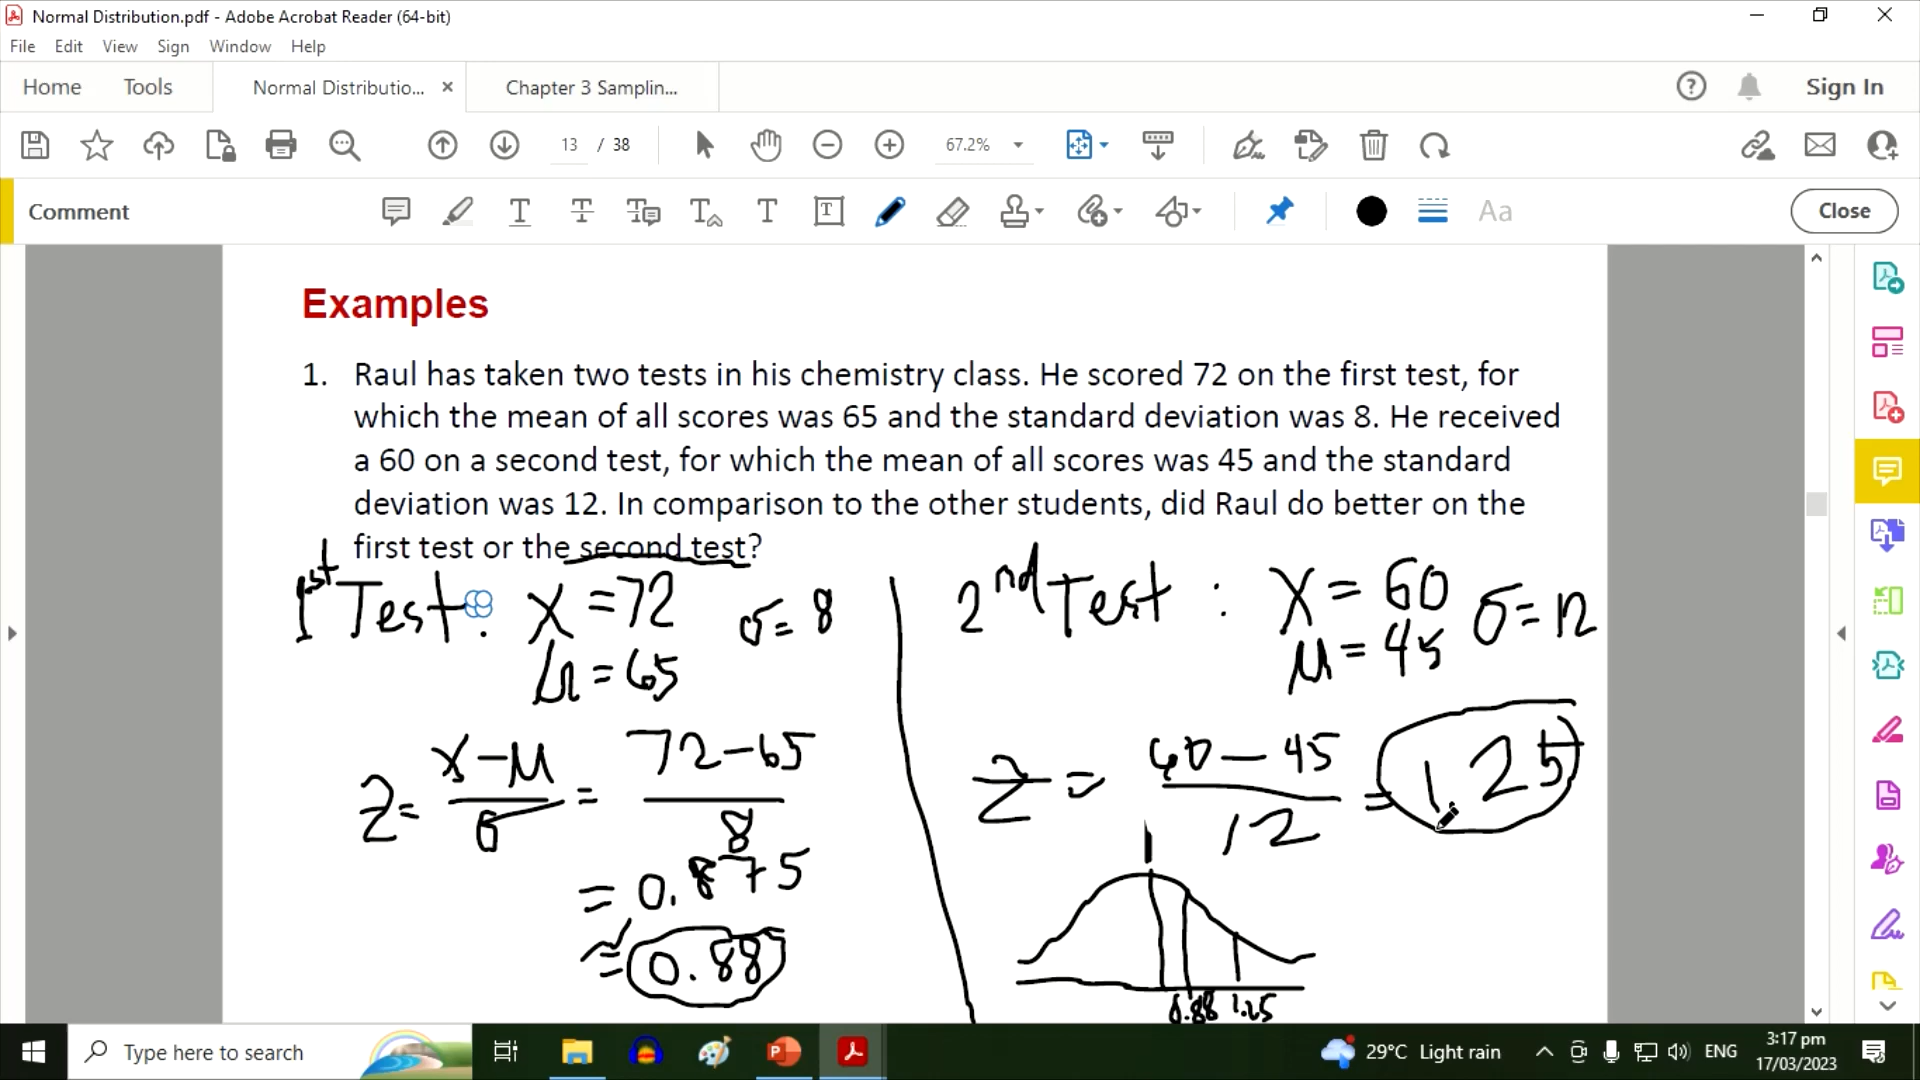 Normal Distribution.pdf - Adobe Acrobat Reader (64-bit)
File Edit View Sign Window Help
Home Tools Normal Distributio... × Chapter 3 Samplin... Sign In
13 / 38 67.2%
Comment Aa Close
Examples
1. Raul has taken two tests in his chemistry class. He scored 72 on the first test, for
which the mean of all scores was 65 and the standard deviation was 8. He received
a 60 on a second test, for which the mean of all scores was 45 and the standard
deviation was 12. In comparison to the other students, did Raul do better on the
first test or the second test?
1st Test: x = 72 σ = 8
μ = 65
z = x - μ / σ = 72 - 65 / 8
= 0.875
≈ 0.88
2nd Test : x = 60 σ = 12
μ = 45
z = 60 - 45 / 12 = 1.25
0.88 1.25
Type here to search 29°C Light rain ENG 3:17 pm
17/03/2023